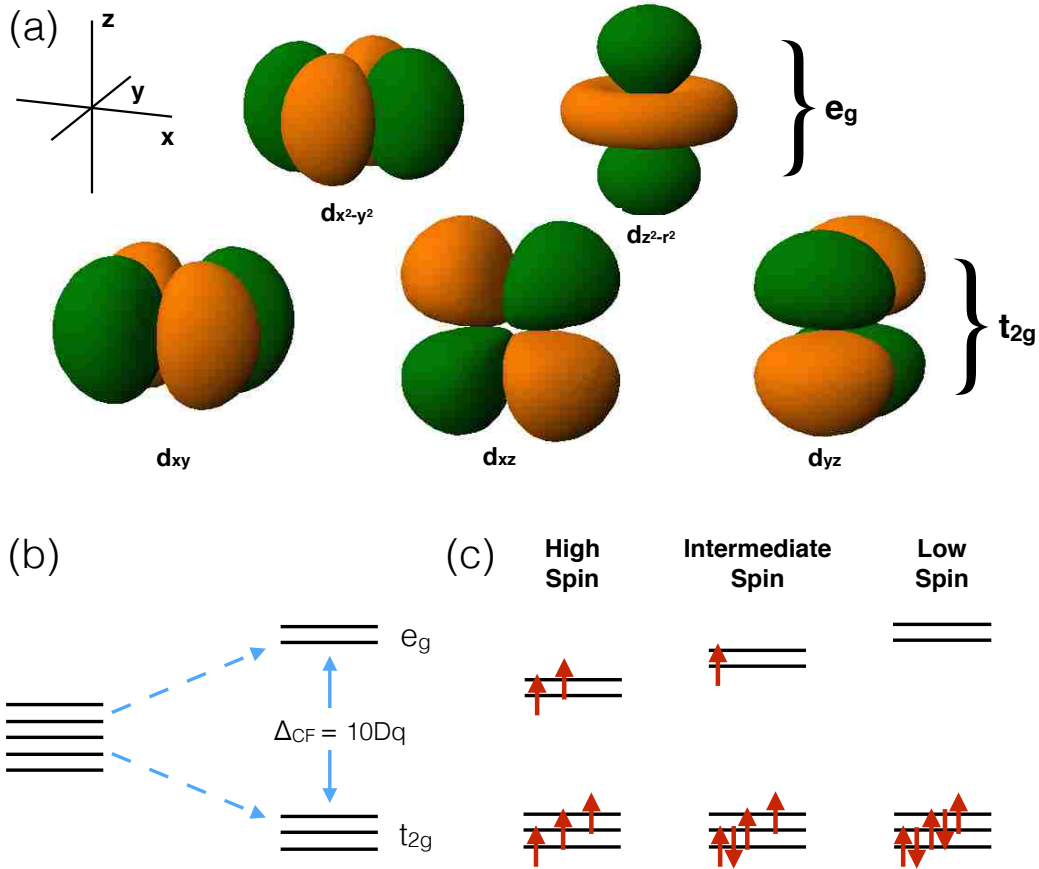 (a)
z
y
x
dx²-y²
dz²-r²
eg
dxy
dxz
dyz
t2g
(b)
eg
ΔCF = 10Dq
t2g
(c)
High
Spin
Intermediate
Spin
Low
Spin